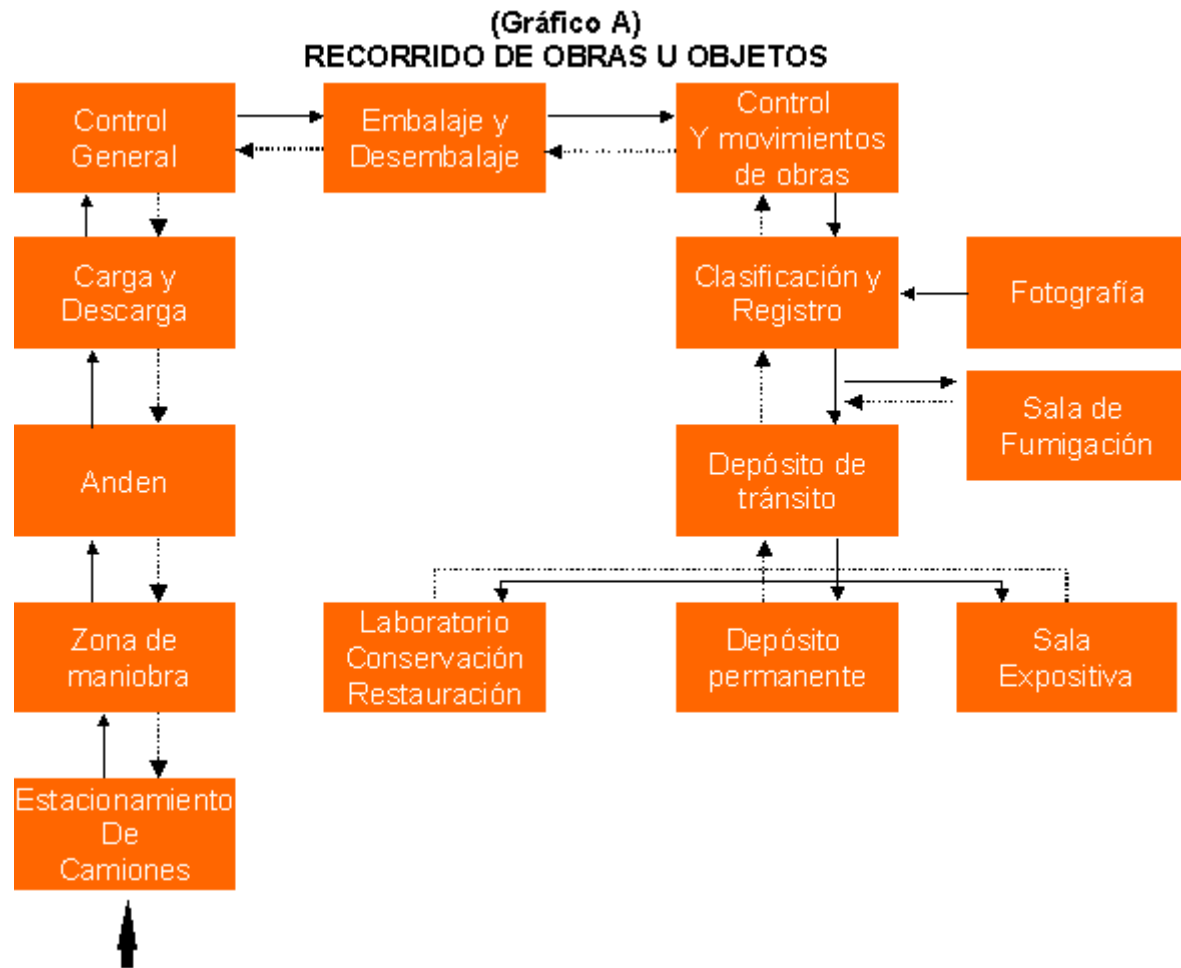 (Gráfico A)
RECORRIDO DE OBRAS U OBJETOS
Control
General
Embalaje y
Desembalaje
Control
Y movimientos
de obras
Carga y
Descarga
Clasificación y
Registro
Fotografía
Sala de
Fumigación
Anden
Depósito de
tránsito
Zona de
maniobra
Laboratorio
Conservación
Restauración
Depósito
permanente
Sala
Expositiva
Estacionamiento
De
Camiones